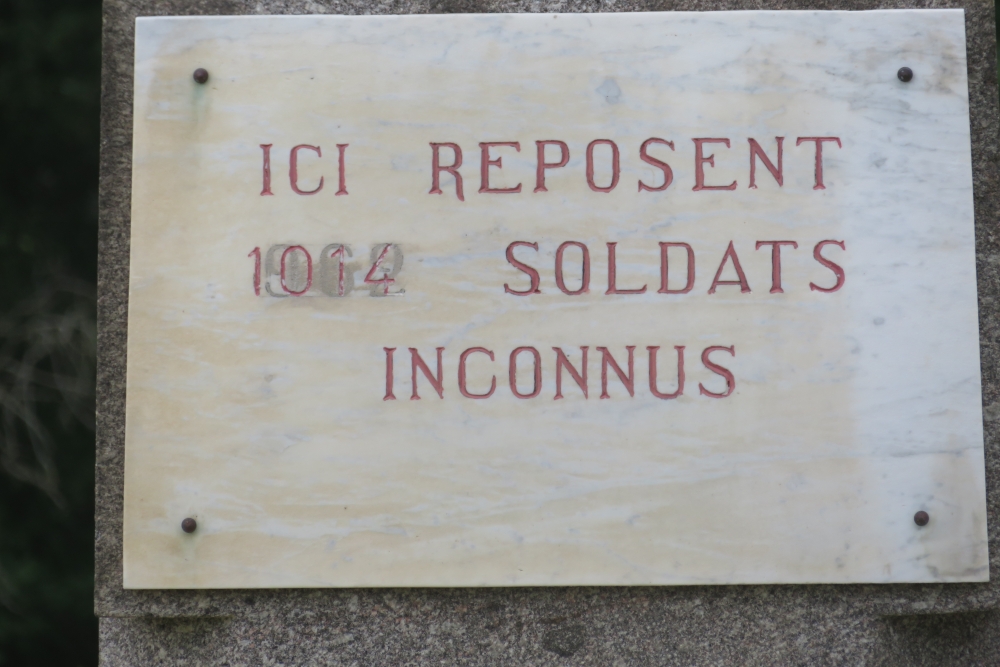 ICI REPOSENT
1014 SOLDATS
INCONNUS